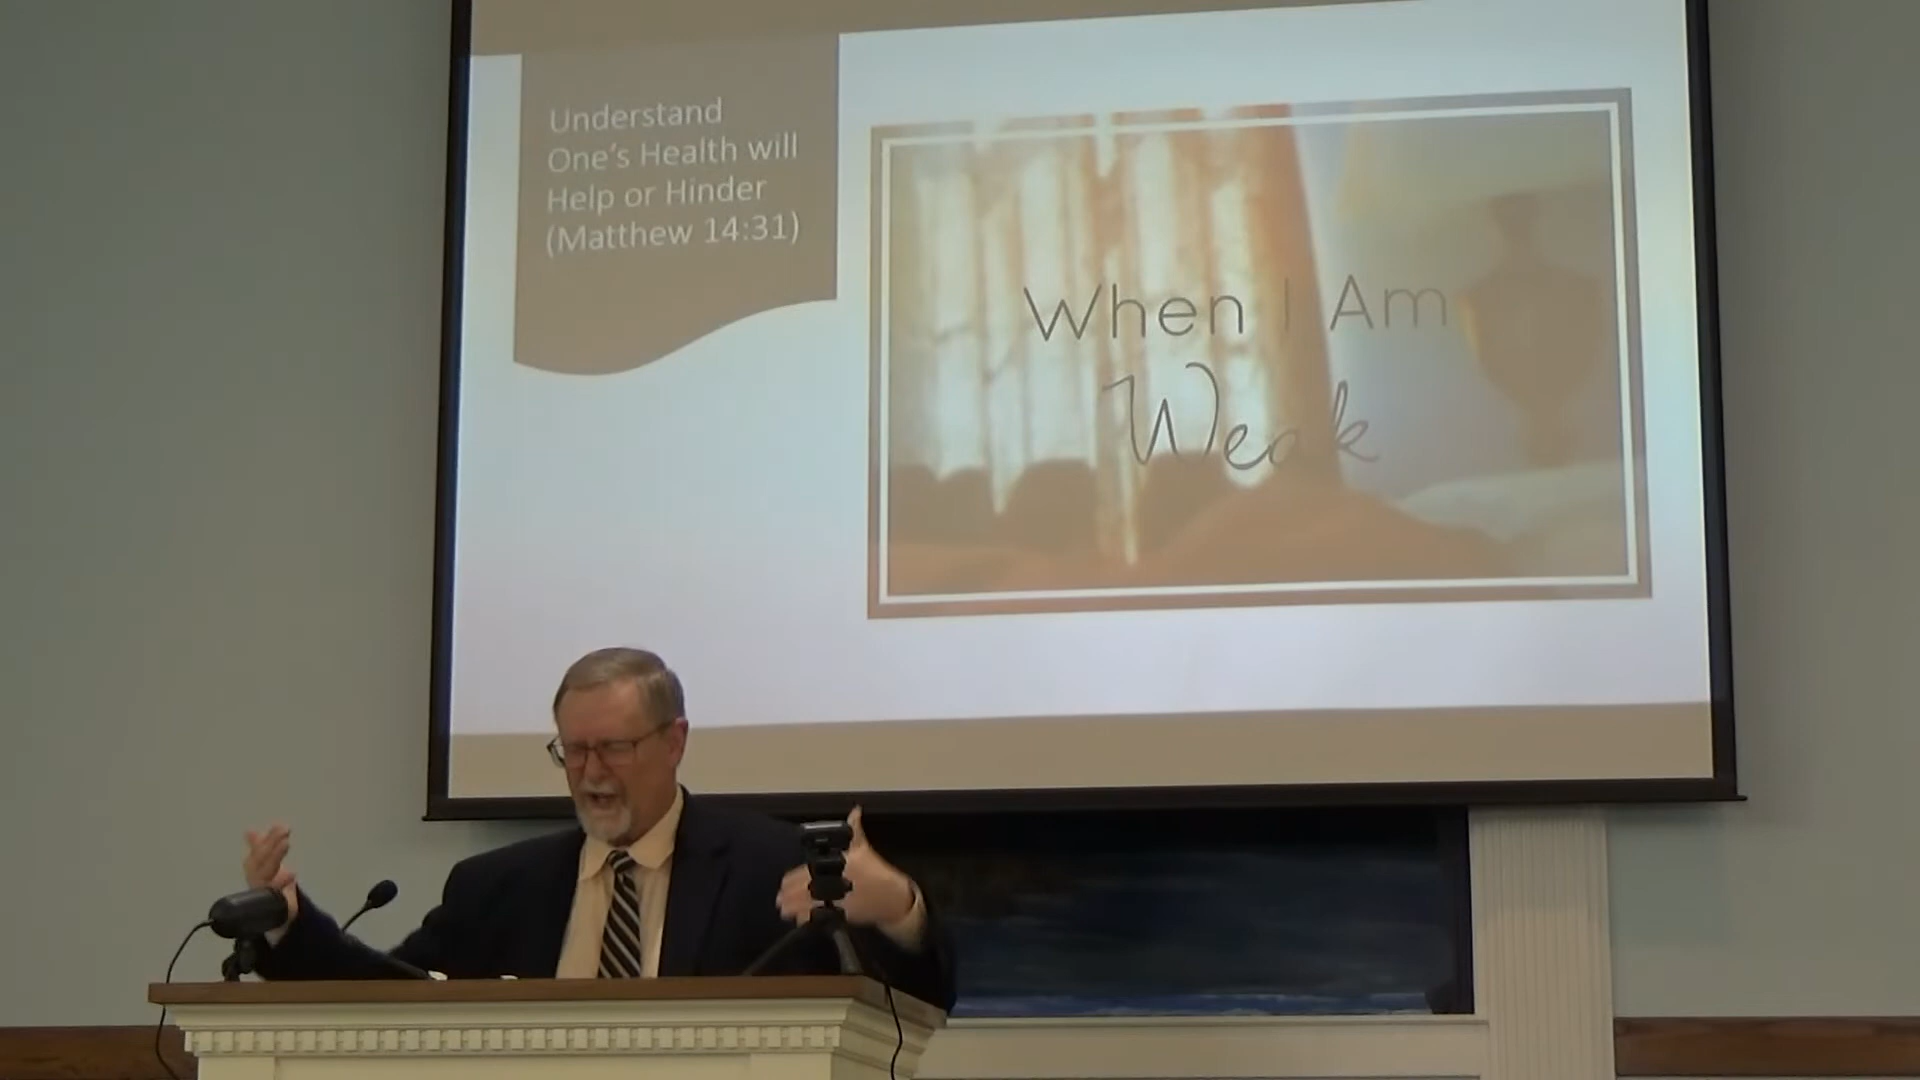 Understand
One's Health will
Help or Hinder
(Matthew 14:31)
When I Am
Weak